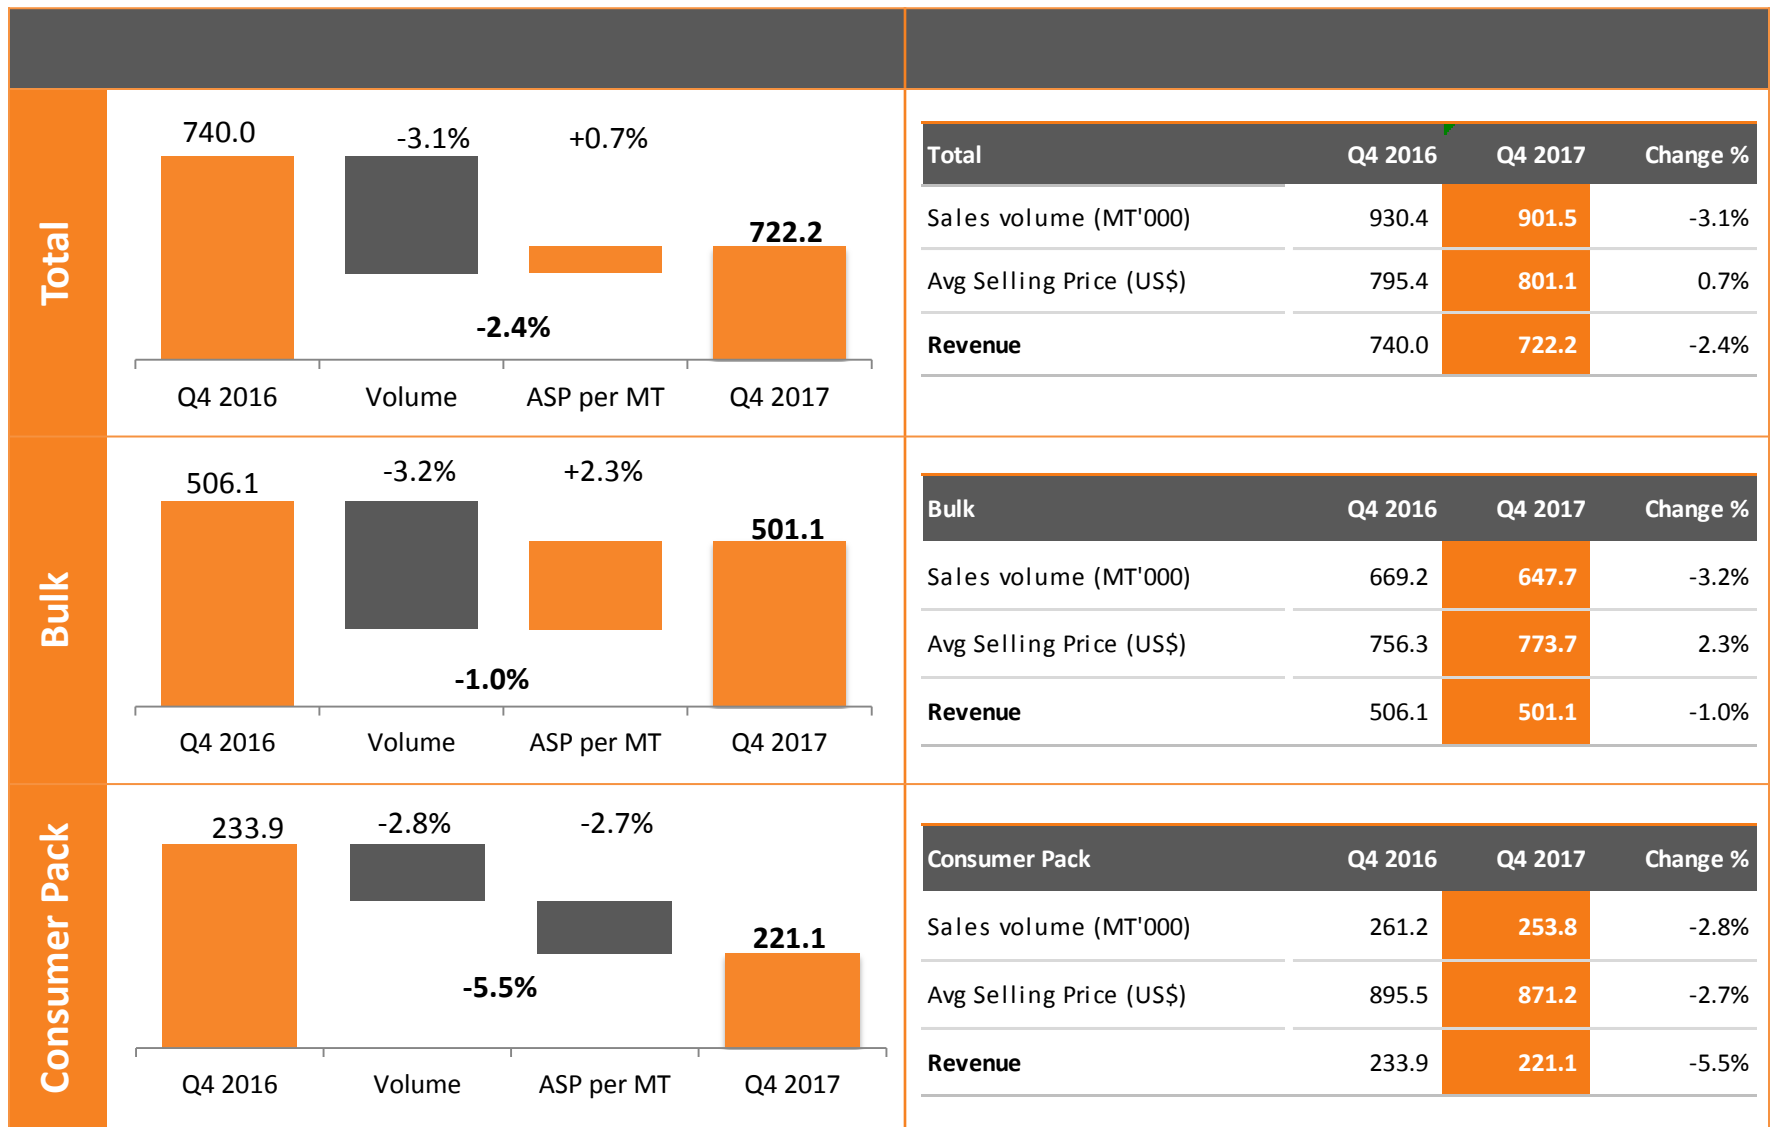 Total
740.0 -3.1% +0.7%
722.2
-2.4%
Q4 2016 Volume ASP per MT Q4 2017
Total Q4 2016 Q4 2017 Change %
Sales volume (MT'000) 930.4 901.5 -3.1%
Avg Selling Price (US$) 795.4 801.1 0.7%
Revenue 740.0 722.2 -2.4%
Bulk
506.1 -3.2% +2.3%
501.1
-1.0%
Q4 2016 Volume ASP per MT Q4 2017
Bulk Q4 2016 Q4 2017 Change %
Sales volume (MT'000) 669.2 647.7 -3.2%
Avg Selling Price (US$) 756.3 773.7 2.3%
Revenue 506.1 501.1 -1.0%
Consumer Pack
233.9 -2.8% -2.7%
221.1
-5.5%
Q4 2016 Volume ASP per MT Q4 2017
Consumer Pack Q4 2016 Q4 2017 Change %
Sales volume (MT'000) 261.2 253.8 -2.8%
Avg Selling Price (US$) 895.5 871.2 -2.7%
Revenue 233.9 221.1 -5.5%